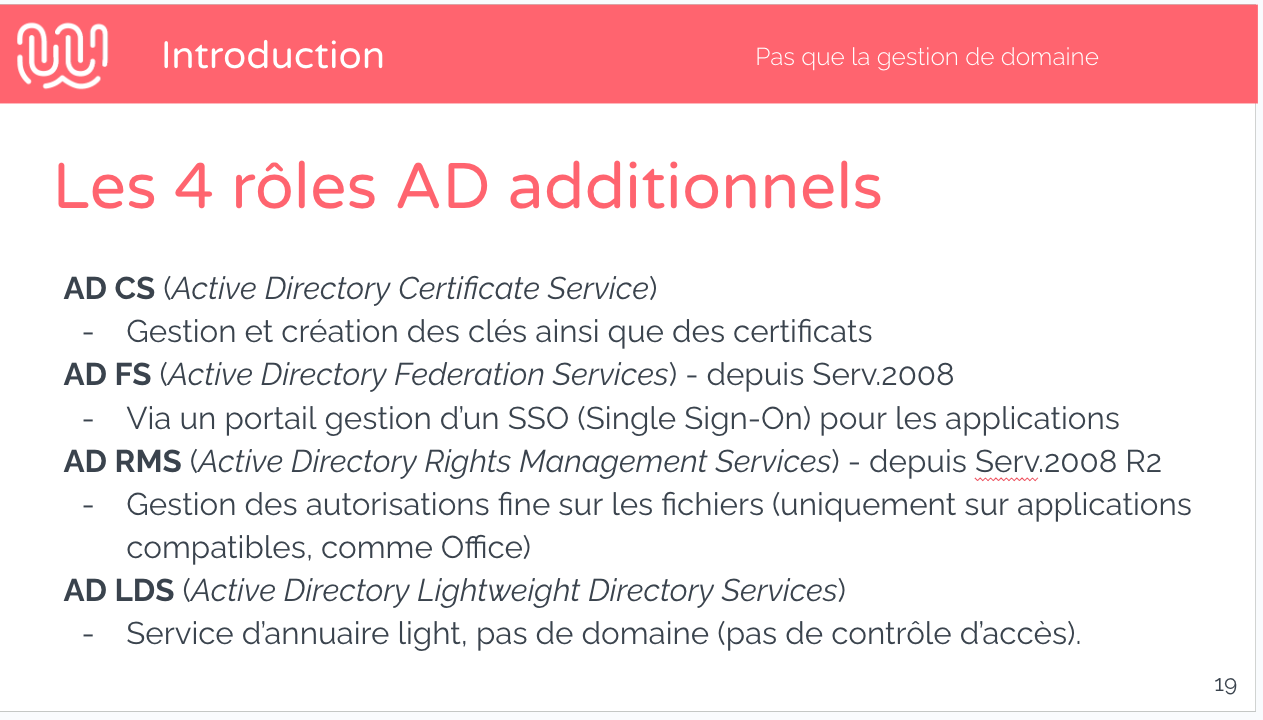 Introduction
Pas que la gestion de domaine
Les 4 rôles AD additionnels
AD CS (Active Directory Certificate Service)
- Gestion et création des clés ainsi que des certificats
AD FS (Active Directory Federation Services) - depuis Serv.2008
- Via un portail gestion d’un SSO (Single Sign-On) pour les applications
AD RMS (Active Directory Rights Management Services) - depuis Serv.2008 R2
- Gestion des autorisations fine sur les fichiers (uniquement sur applications
compatibles, comme Office)
AD LDS (Active Directory Lightweight Directory Services)
- Service d’annuaire light, pas de domaine (pas de contrôle d’accès).
19